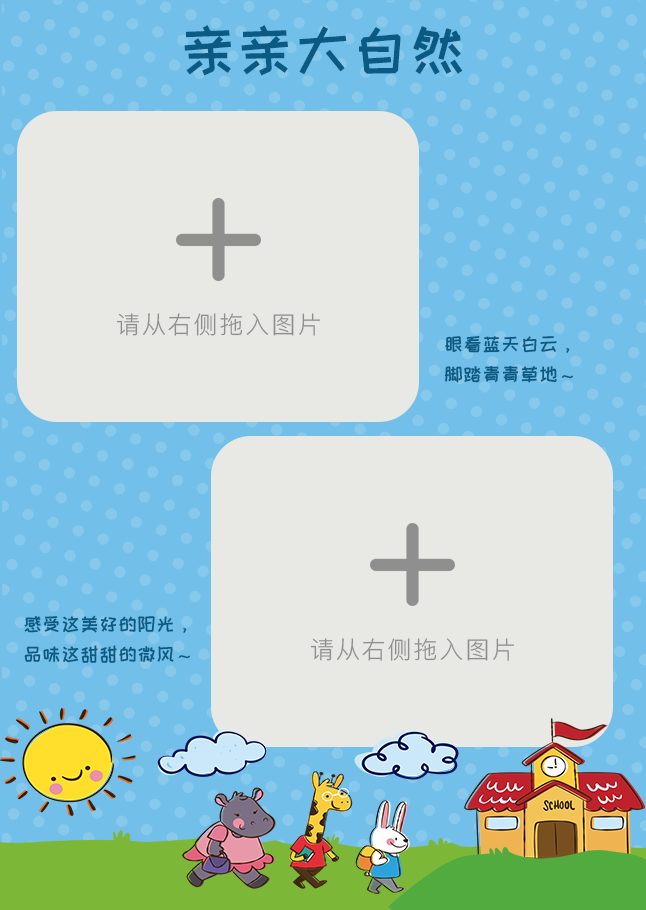 亲亲大自然
请从右侧拖入图片
眼看蓝天白云，
脚踏青青草地~
请从右侧拖入图片
感受这美好的阳光，
品味这甜甜的微风~
SCHOOL